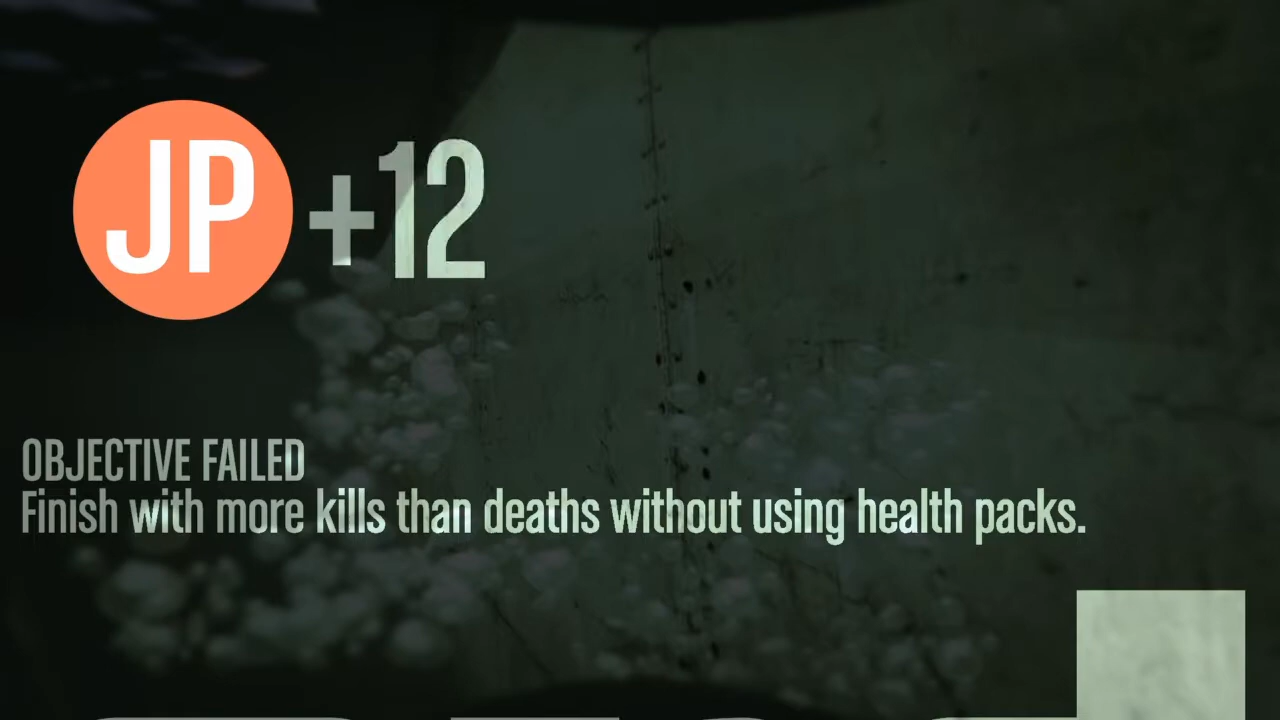 JP +12
OBJECTIVE FAILED
Finish with more kills than deaths without using health packs.